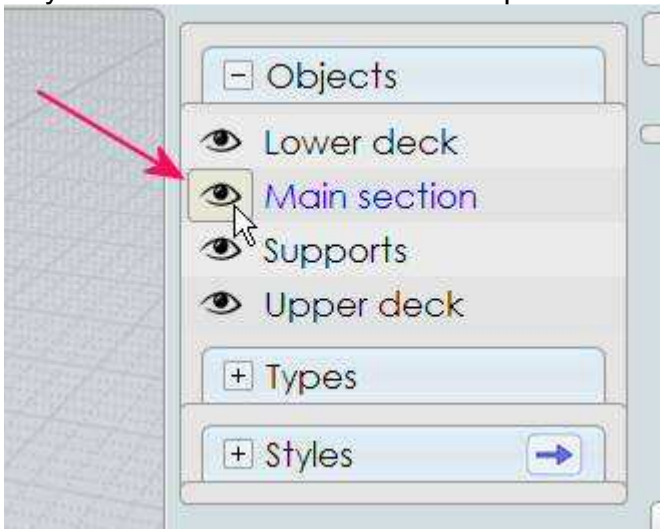 Objects
Lower deck
Main section
Supports
Upper deck
Types
Styles